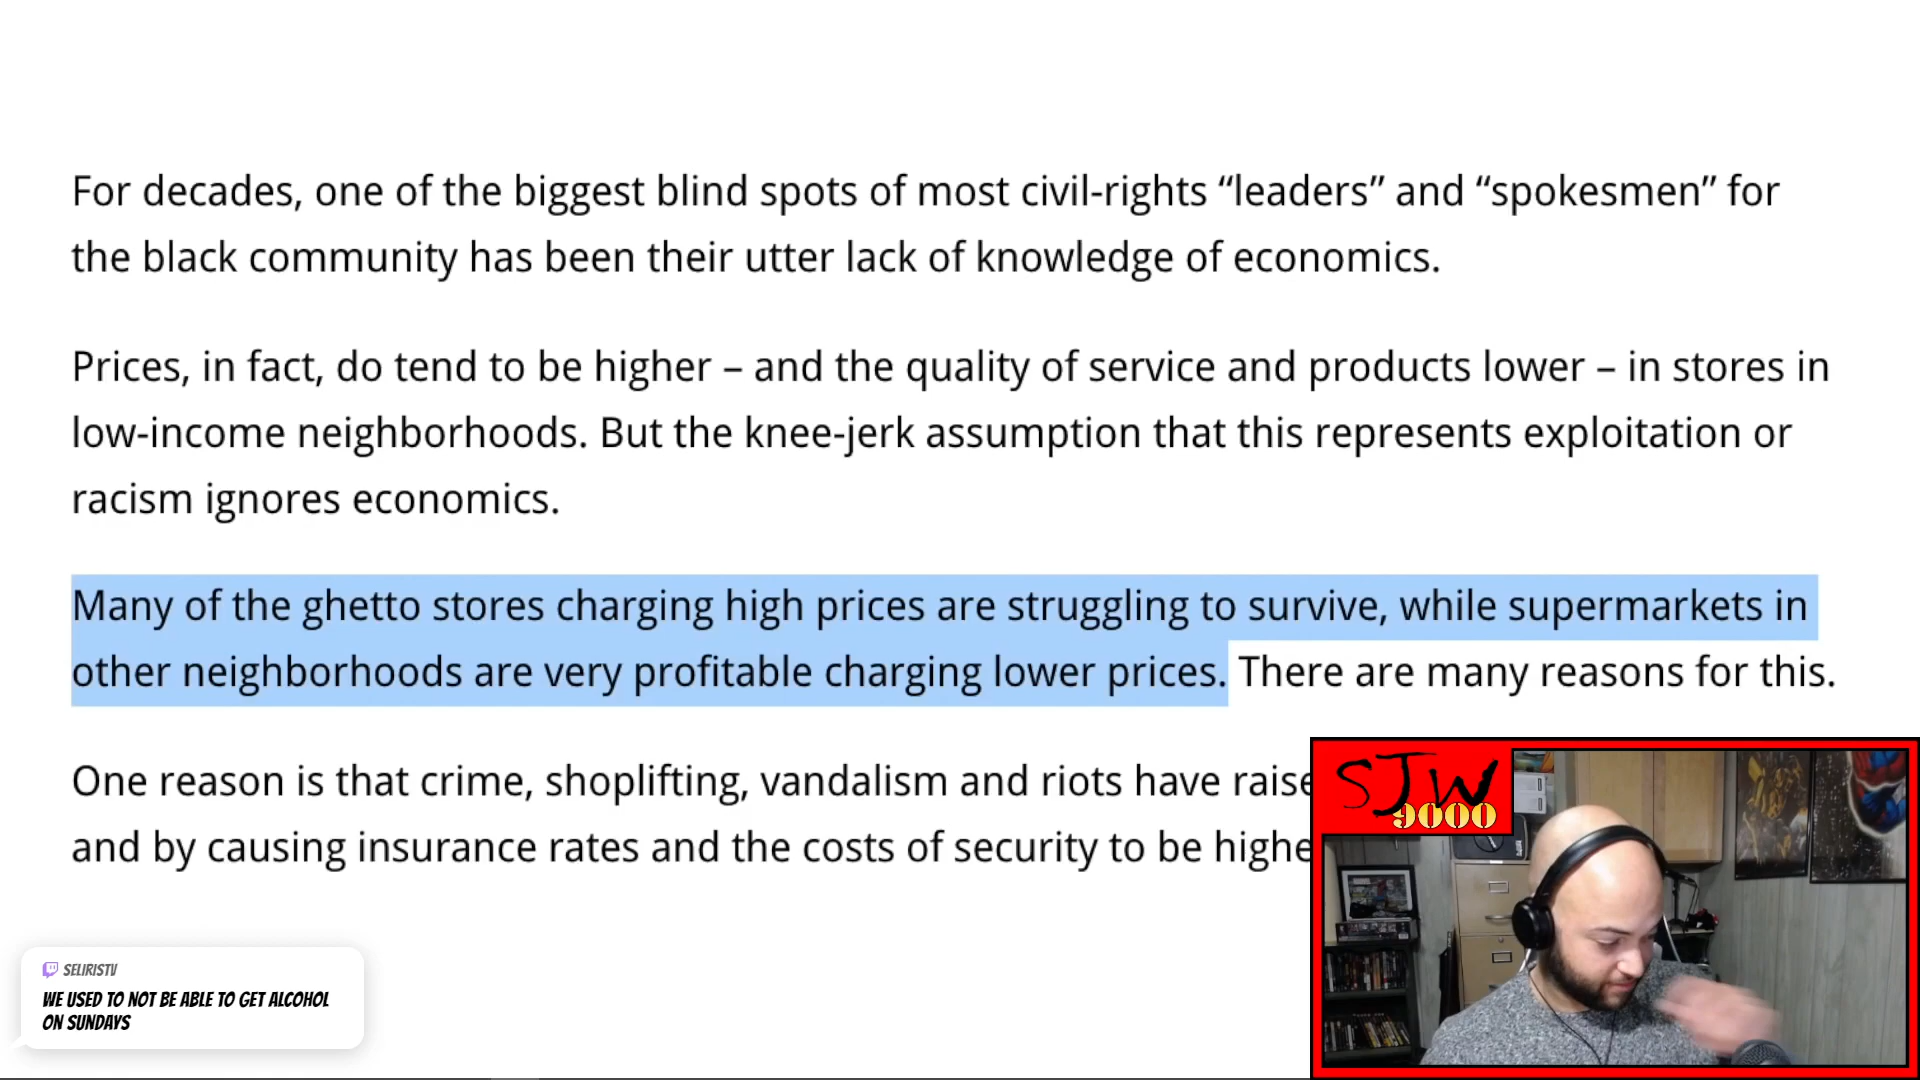 For decades, one of the biggest blind spots of most civil-rights “leaders” and “spokesmen” for
the black community has been their utter lack of knowledge of economics.
Prices, in fact, do tend to be higher – and the quality of service and products lower – in stores in
low-income neighborhoods. But the knee-jerk assumption that this represents exploitation or
racism ignores economics.
Many of the ghetto stores charging high prices are struggling to survive, while supermarkets in
other neighborhoods are very profitable charging lower prices. There are many reasons for this.
One reason is that crime, shoplifting, vandalism and riots have raise
and by causing insurance rates and the costs of security to be highe
SJW
9000
SELIRISTV
WE USED TO NOT BE ABLE TO GET ALCOHOL
ON SUNDAYS